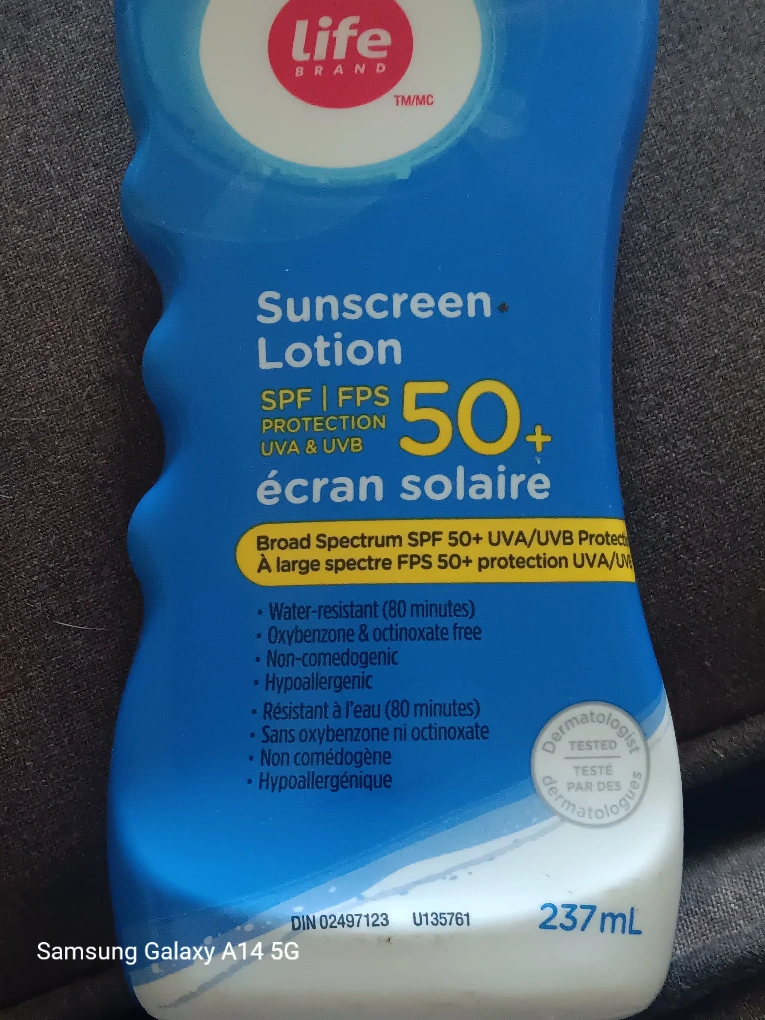 Life
BRAND
TM/MC
Sunscreen
Lotion
SPF | FPS
PROTECTION
UVA & UVB
50+
écran solaire
Broad Spectrum SPF 50+ UVA/UVB
À large spectre FPS 50+ protection
• Water-resistant (80 minutes)
• Oxybenzone & octinoxate free
• Non-comedogenic
• Hypoallergenic
• Résistant à l'eau (80 minutes)
• Sans oxybenzone ni octinoxate
• Non comédogène
• Hypoallergénique
Dermatologist
TESTED
TESTÉ
PAR DES
dermatologues
DIN 02497123 U135761
237mL
Samsung Galaxy A14 5G